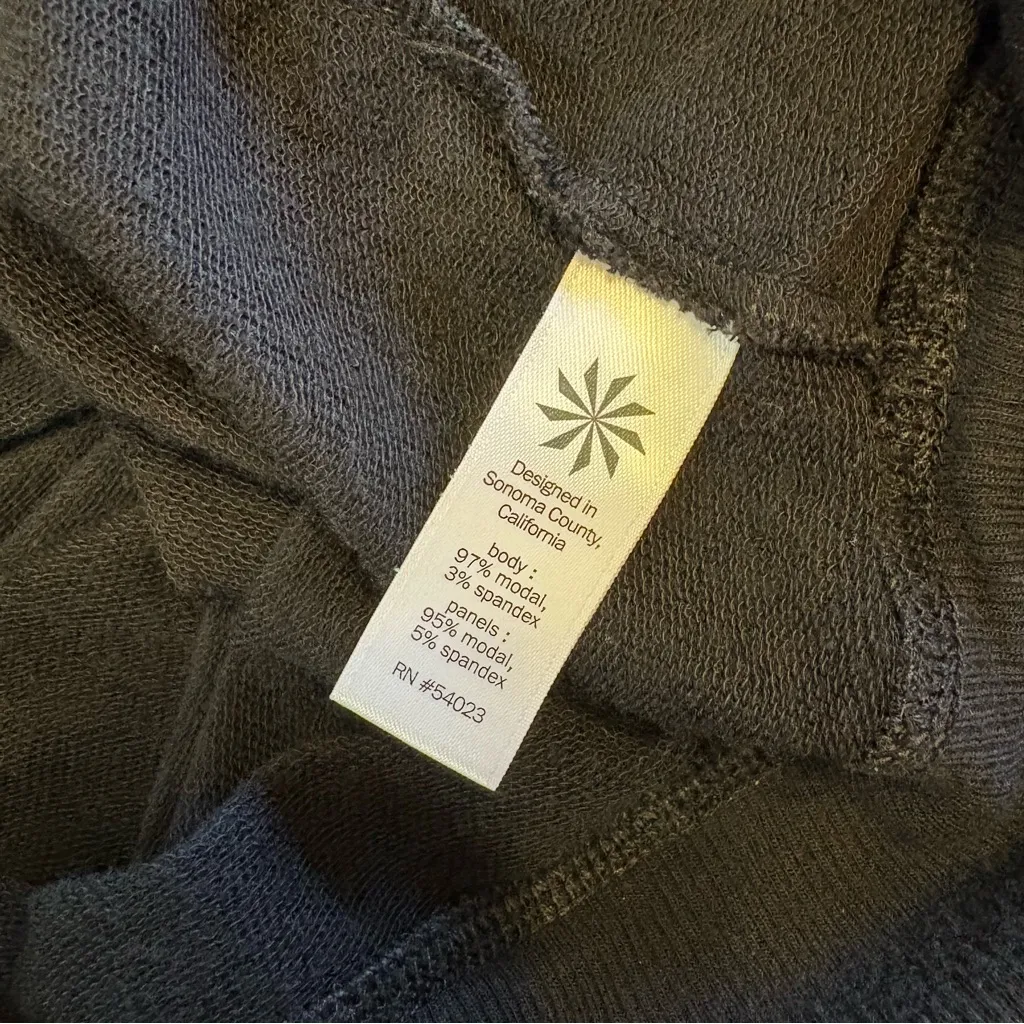 Designed in
Sonoma County,
California
body :
97% modal,
3% spandex
panels :
95% modal,
5% spandex
RN #54023